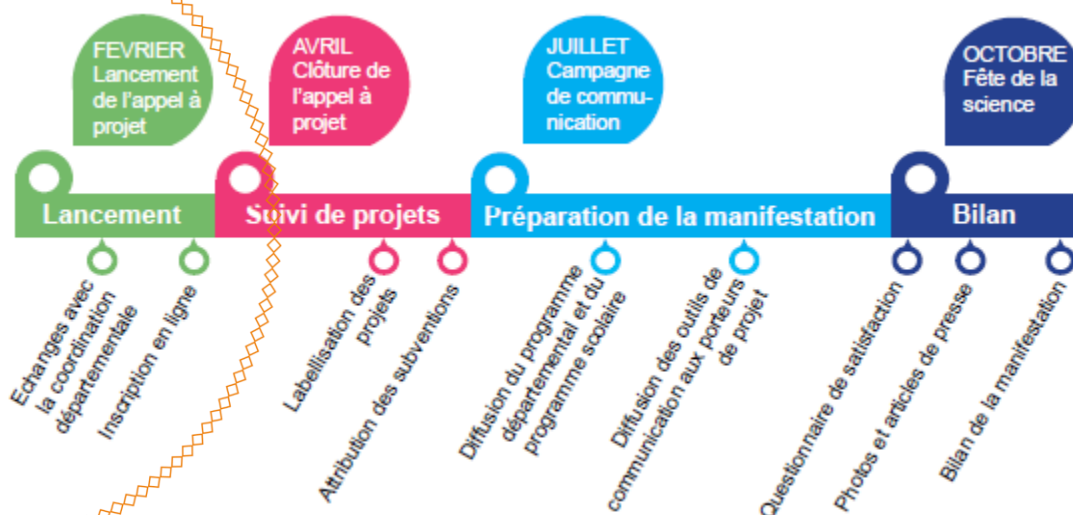 FEVRIER
Lancement
de l'appel à
projet
AVRIL
Clôture de
l'appel à
projet
JUILLET
Campagne
de commu-
nication
OCTOBRE
Fête de la
science
Lancement
Suivi de projets
Préparation de la manifestation
Bilan
Echanges avec
la coordination
départementale
Inscription en ligne
Labellisation des
projets
Attribution des subventions
Diffusion du programme
départemental et du
programme scolaire
Diffusion des outils de
communication aux porteurs
de projet
Questionnaire de satisfaction
Photos et articles de presse
Bilan de la manifestation